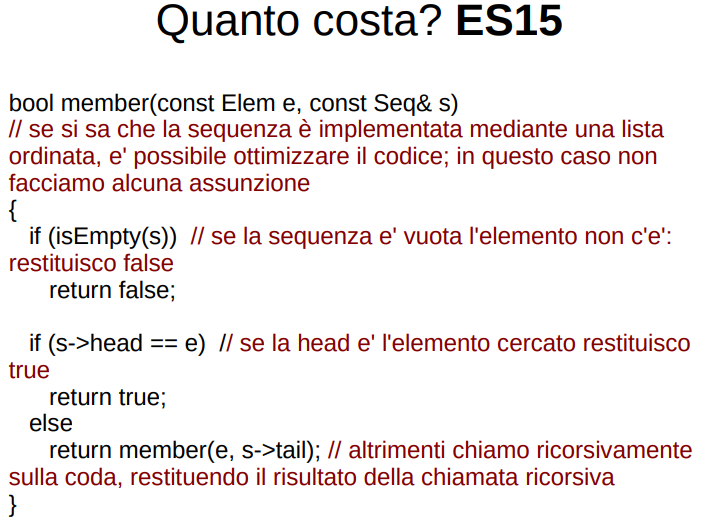 Quanto costa? ES15
bool member(const Elem e, const Seq& s)
// se si sa che la sequenza è implementata mediante una lista
ordinata, e' possibile ottimizzare il codice; in questo caso non
facciamo alcuna assunzione
{
if (isEmpty(s)) // se la sequenza e' vuota l'elemento non c'e':
restituisco false
return false;
if (s->head == e) // se la head e' l'elemento cercato restituisco
true
return true;
else
return member(e, s->tail); // altrimenti chiamo ricorsivamente
sulla coda, restituendo il risultato della chiamata ricorsiva
}